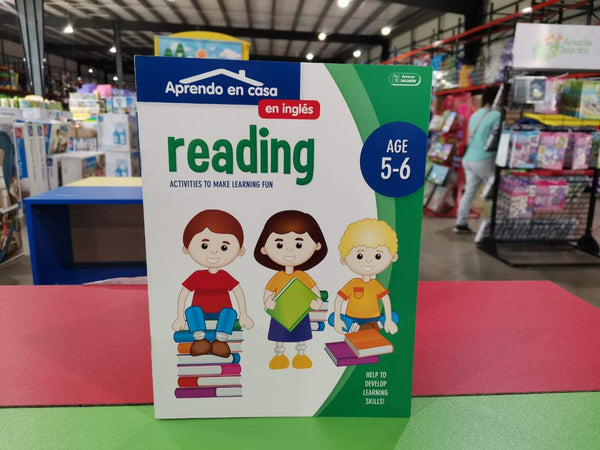 Aprendo en casa
en inglés
reading
ACTIVITIES TO MAKE LEARNING FUN
AGE
5-6
HELP TO
DEVELOP
LEARNING
SKILLS!